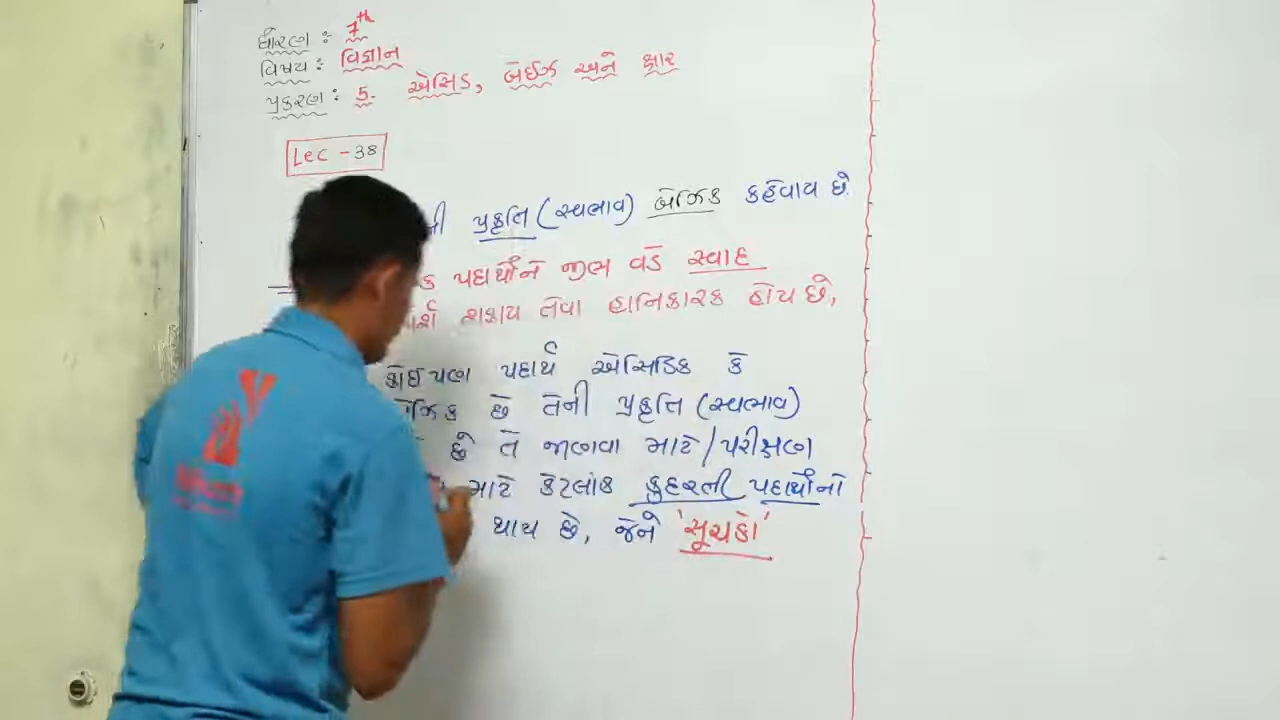 ધોરણ : 7th
વિષય : વિજ્ઞાન
પ્રકરણ : 5. એસિડ, બેઈઝ અને ક્ષાર
Lec - 38
પ્રકૃતિ (સ્વભાવ) બેઝિક કહેવાય છે.
પદાર્થોને જીભ વડે સ્વાદ
શકાય તેવા હાનિકારક હોય છે,
કોઈપણ પદાર્થ એસિડિક કે
બેઝિક છે તેની પ્રકૃતિ (સ્વભાવ)
છે તે જાણવા માટે/પરીક્ષણ
માટે કેટલાંક કુદરતી પદાર્થોનો
થાય છે, જેને 'સૂચકો'